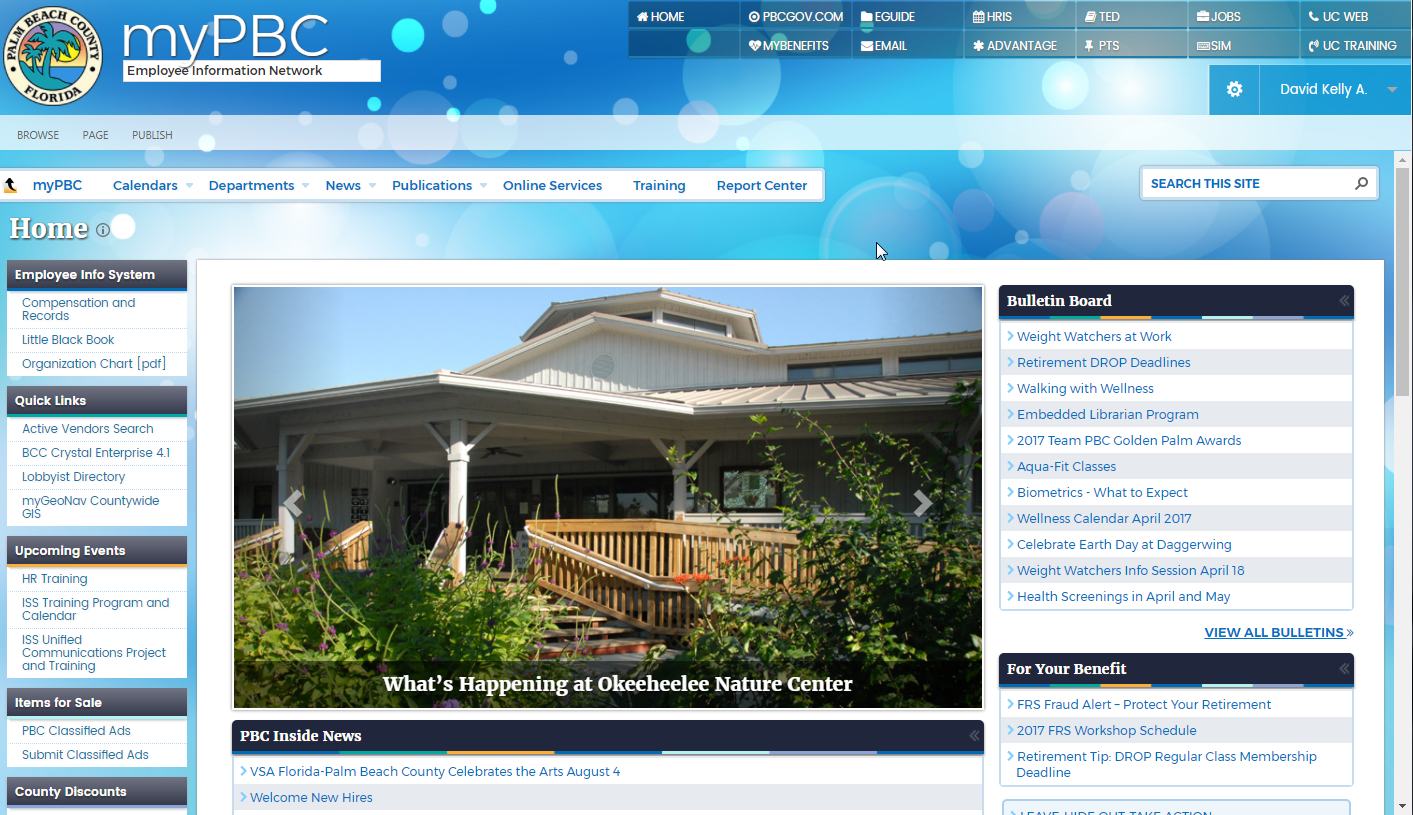 PALM BEACH COUNTY
FLORIDA
myPBC
Employee Information Network
HOME
PBCGOV.COM
EGUIDE
HRIS
TED
JOBS
UC WEB
MYBENEFITS
EMAIL
ADVANTAGE
PTS
SIM
UC TRAINING
David Kelly A.
BROWSE
PAGE
PUBLISH
myPBC
Calendars
Departments
News
Publications
Online Services
Training
Report Center
SEARCH THIS SITE
Home
Employee Info System
Compensation and
Records
Little Black Book
Organization Chart [pdf]
Quick Links
Active Vendors Search
BCC Crystal Enterprise 4.1
Lobbyist Directory
myGeoNav Countywide
GIS
Upcoming Events
HR Training
ISS Training Program and
Calendar
ISS Unified
Communications Project
and Training
Items for Sale
PBC Classified Ads
Submit Classified Ads
County Discounts
What's Happening at Okeeheelee Nature Center
PBC Inside News
VSA Florida-Palm Beach County Celebrates the Arts August 4
Welcome New Hires
Bulletin Board
Weight Watchers at Work
Retirement DROP Deadlines
Walking with Wellness
Embedded Librarian Program
2017 Team PBC Golden Palm Awards
Aqua-Fit Classes
Biometrics - What to Expect
Wellness Calendar April 2017
Celebrate Earth Day at Daggerwing
Weight Watchers Info Session April 18
Health Screenings in April and May
VIEW ALL BULLETINS »
For Your Benefit
FRS Fraud Alert – Protect Your Retirement
2017 FRS Workshop Schedule
Retirement Tip: DROP Regular Class Membership
Deadline
LEAVE, HIDE OUT, TAKE ACTION